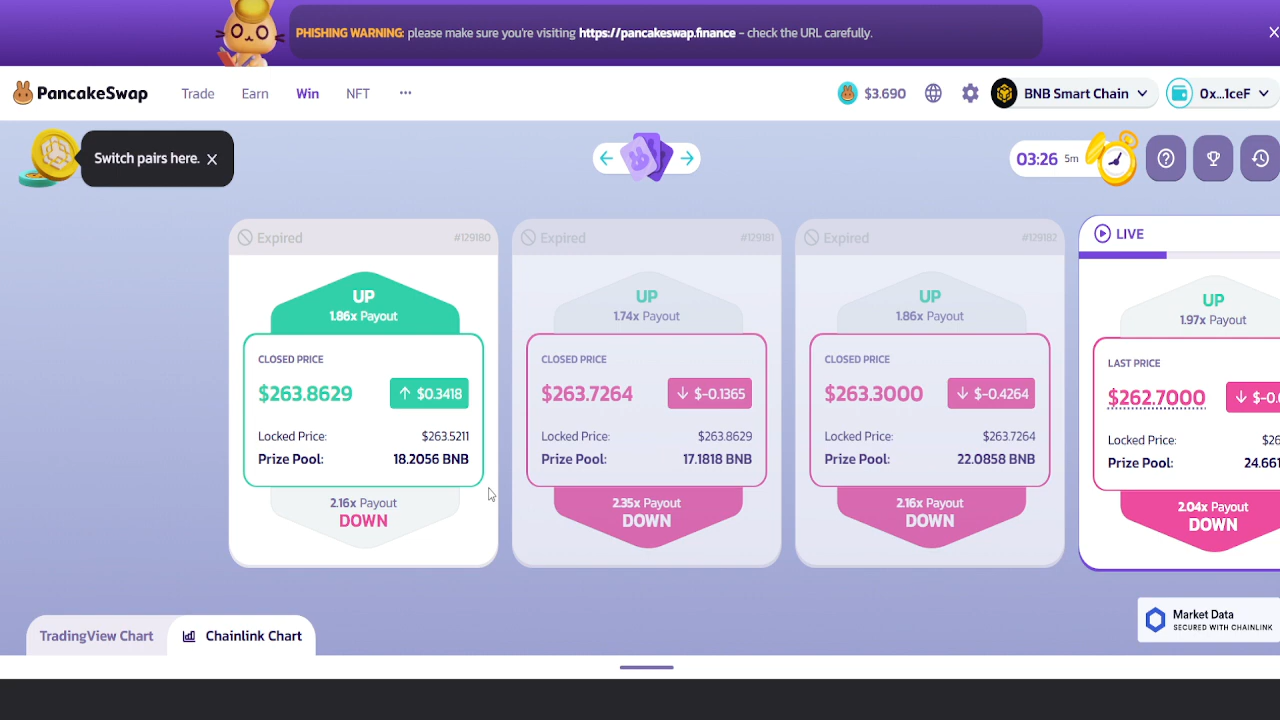 PHISHING WARNING: please make sure you're visiting https://pancakeswap.finance - check the URL carefully.
PancakeSwap Trade Earn Win NFT ··· $3.690 BNB Smart Chain 0x...1ceF
Switch pairs here. 03:26 5m
Expired #129180
UP
1.86x Payout
CLOSED PRICE
$263.8629 ↑ $0.3418
Locked Price: $263.5211
Prize Pool: 18.2056 BNB
2.16x Payout
DOWN
Expired #129181
UP
1.74x Payout
CLOSED PRICE
$263.7264 ↓ $-0.1365
Locked Price: $263.8629
Prize Pool: 17.1818 BNB
2.35x Payout
DOWN
Expired #129182
UP
1.86x Payout
CLOSED PRICE
$263.3000 ↓ $-0.4264
Locked Price: $263.7264
Prize Pool: 22.0858 BNB
2.16x Payout
DOWN
LIVE
UP
1.97x Payout
LAST PRICE
$262.7000 ↓ $-0.
Locked Price: $26
Prize Pool: 24.661
2.04x Payout
DOWN
TradingView Chart Chainlink Chart
Market Data
SECURED WITH CHAINLINK